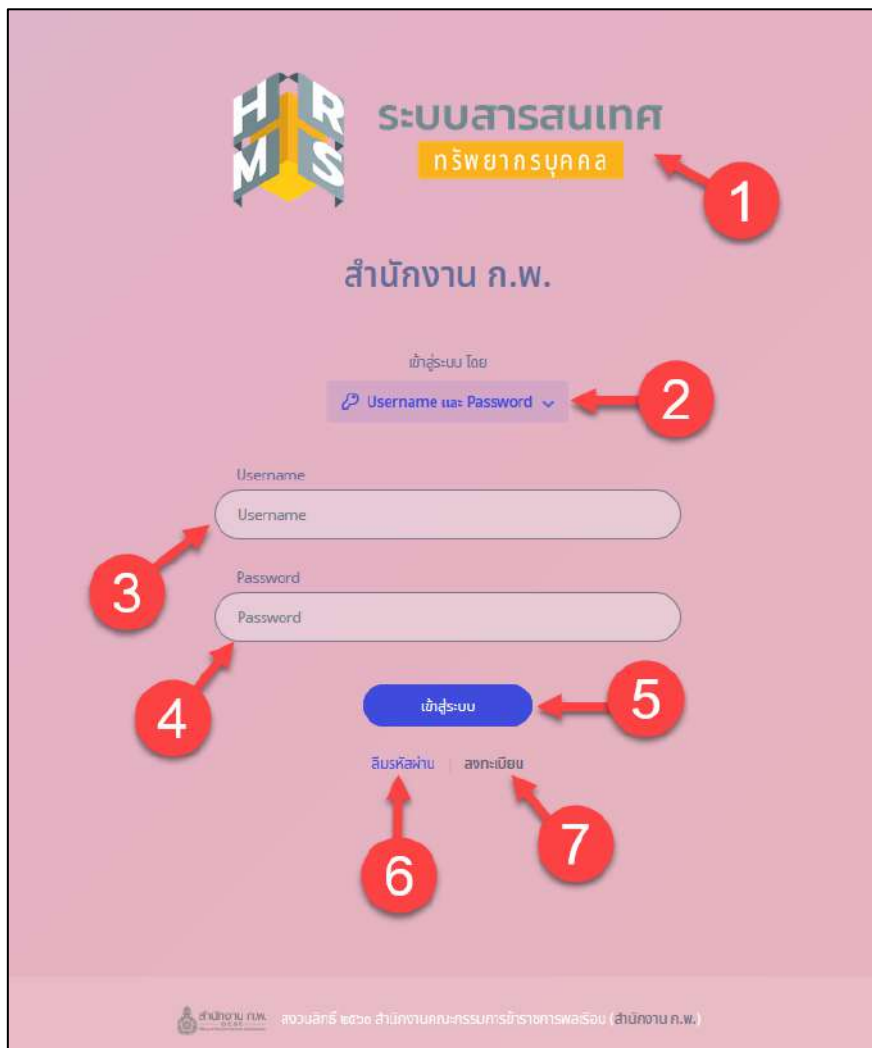 HR
MS
ระบบสารสนเทศ
ทรัพยากรบุคคล
1
สำนักงาน ก.พ.
เข้าสู่ระบบ โดย
Username และ Password
2
Username
Username
3
Password
Password
4
เข้าสู่ระบบ
5
ลืมรหัสผ่าน | ลงทะเบียน
6
7
สำนักงาน ก.พ. สงวนลิขสิทธิ์ ๒๕๖๐ สำนักงานคณะกรรมการข้าราชการพลเรือน (สำนักงาน ก.พ.)